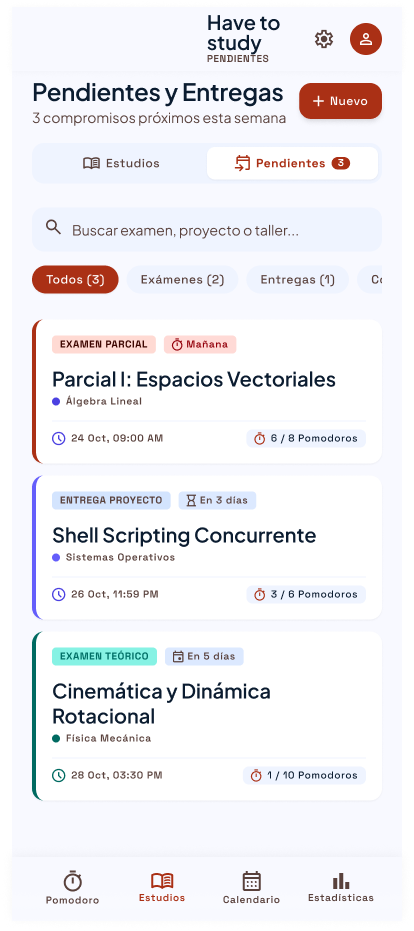 Have to
study
PENDIENTES
Pendientes y Entregas
3 compromisos próximos esta semana
+ Nuevo
Estudios
Pendientes 3
Buscar examen, proyecto o taller...
Todos (3)
Exámenes (2)
Entregas (1)
EXAMEN PARCIAL
Mañana
Parcial I: Espacios Vectoriales
Álgebra Lineal
24 Oct, 09:00 AM
6 / 8 Pomodoros
ENTREGA PROYECTO
En 3 días
Shell Scripting Concurrente
Sistemas Operativos
26 Oct, 11:59 PM
3 / 6 Pomodoros
EXAMEN TEÓRICO
En 5 días
Cinemática y Dinámica
Rotacional
Física Mecánica
28 Oct, 03:30 PM
1 / 10 Pomodoros
Pomodoro
Estudios
Calendario
Estadísticas